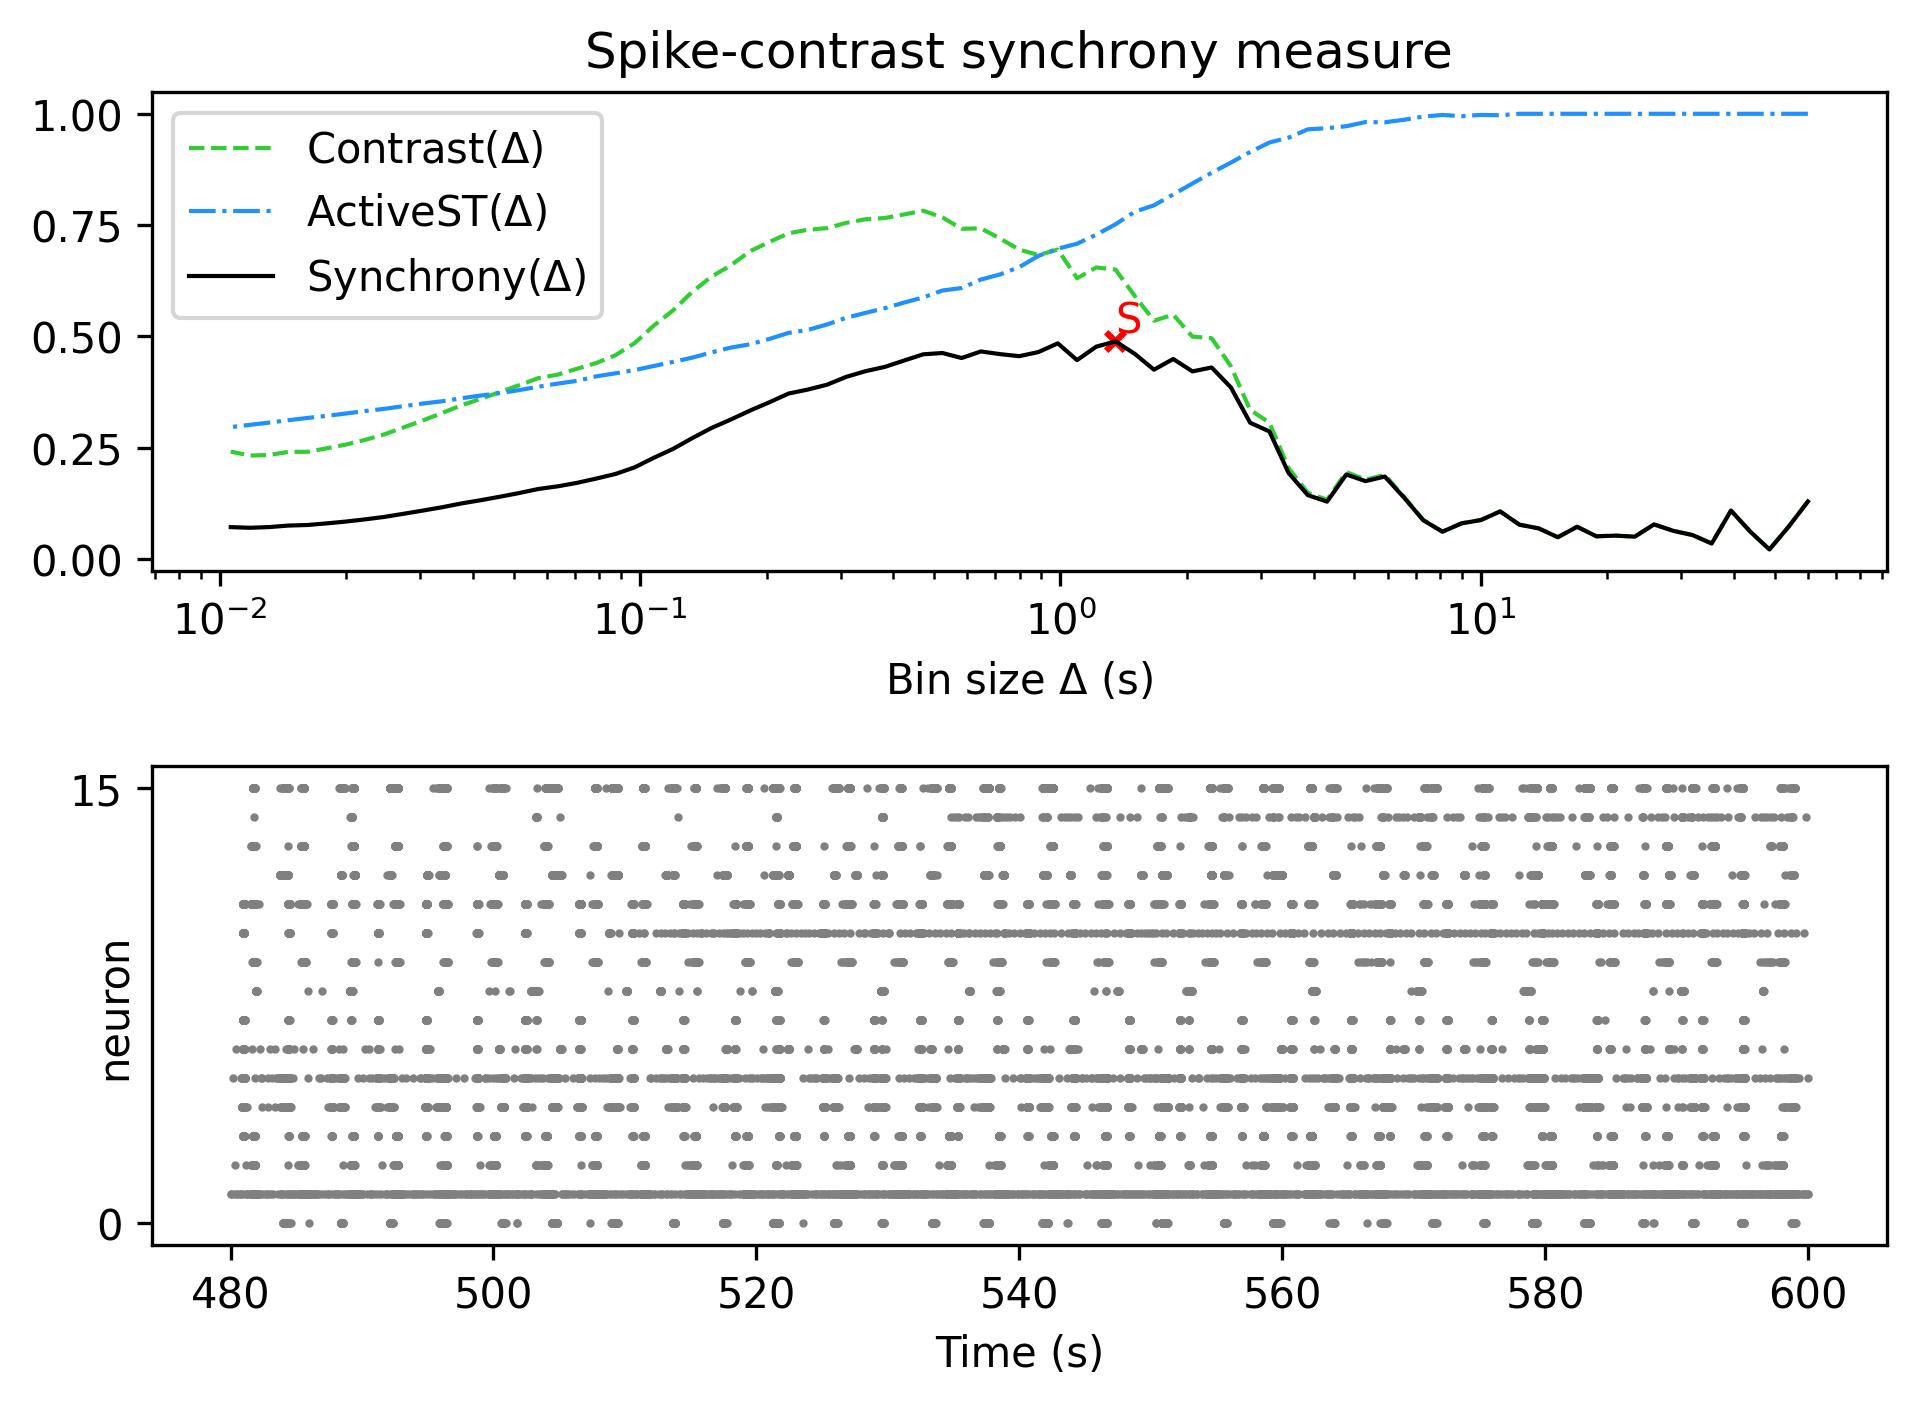 Spike-contrast synchrony measure
1.00
0.75
0.50
0.25
0.00
Contrast(Δ)
ActiveST(Δ)
Synchrony(Δ)
S
10⁻² 10⁻¹ 10⁰ 10¹
Bin size Δ (s)
15
0
neuron
480 500 520 540 560 580 600
Time (s)